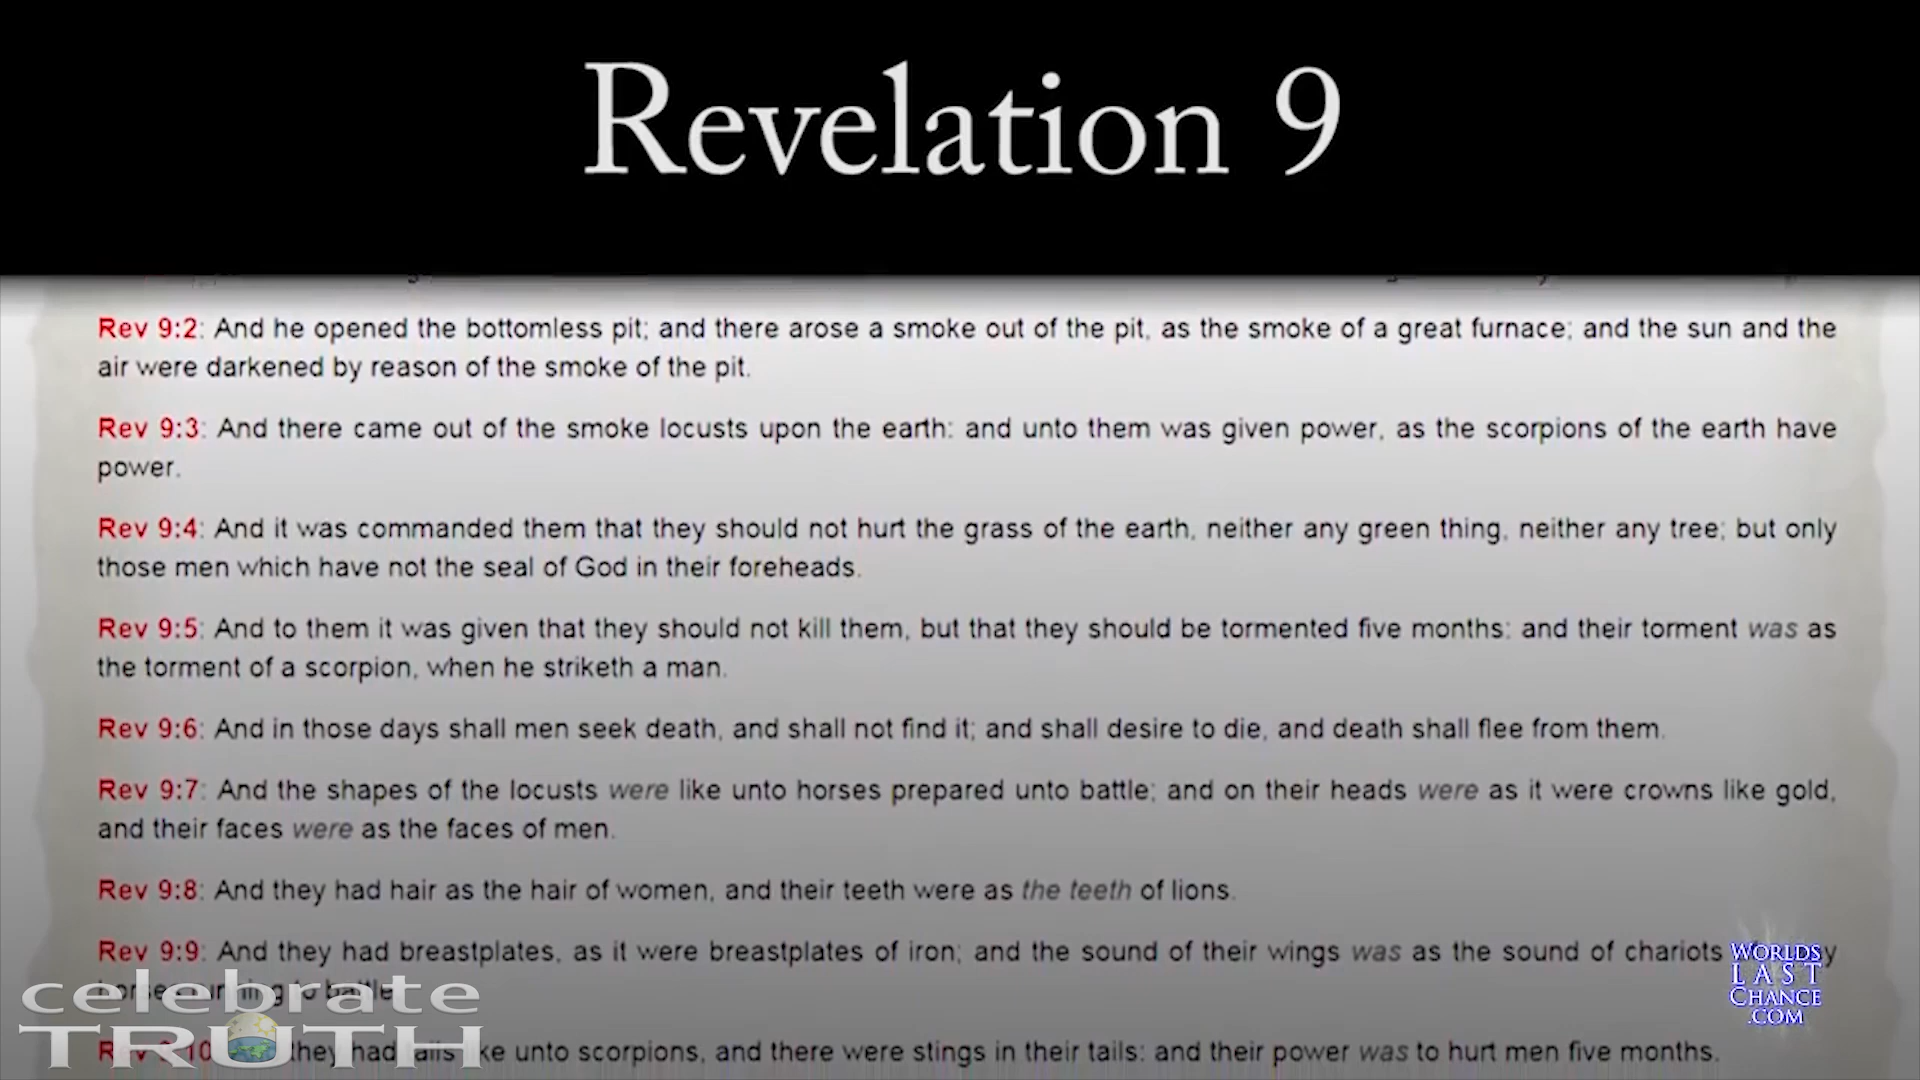 Revelation 9
Rev 9:2: And he opened the bottomless pit; and there arose a smoke out of the pit, as the smoke of a great furnace; and the sun and the
air were darkened by reason of the smoke of the pit.
Rev 9:3: And there came out of the smoke locusts upon the earth: and unto them was given power, as the scorpions of the earth have
power.
Rev 9:4: And it was commanded them that they should not hurt the grass of the earth, neither any green thing, neither any tree; but only
those men which have not the seal of God in their foreheads.
Rev 9:5: And to them it was given that they should not kill them, but that they should be tormented five months: and their torment was as
the torment of a scorpion, when he striketh a man.
Rev 9:6: And in those days shall men seek death, and shall not find it; and shall desire to die, and death shall flee from them.
Rev 9:7: And the shapes of the locusts were like unto horses prepared unto battle; and on their heads were as it were crowns like gold,
and their faces were as the faces of men.
Rev 9:8: And they had hair as the hair of women, and their teeth were as the teeth of lions.
Rev 9:9: And they had breastplates, as it were breastplates of iron; and the sound of their wings was as the sound of chariots
they had unto scorpions, and there were stings in their tails: and their power was to hurt men five months.
celebrate
TRUTH
WORLDS
LAST
CHANCE
.COM